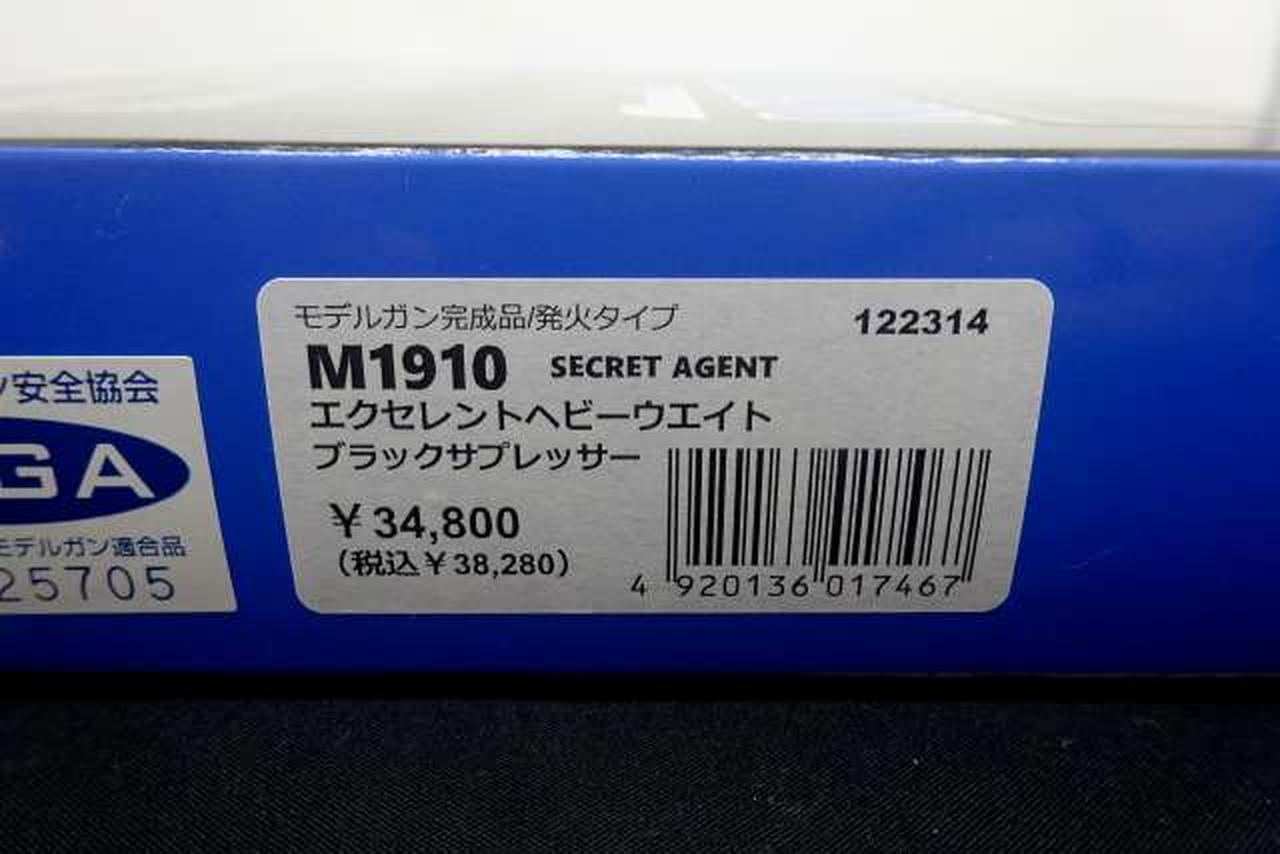 モデルガン完成品/発火タイプ
122314
M1910 SECRET AGENT
エクセレントヘビーウエイト
ブラックサプレッサー
￥34,800
(税込￥38,280)
4 920136 017467
安全協会
GA
モデルガン適合品
25705